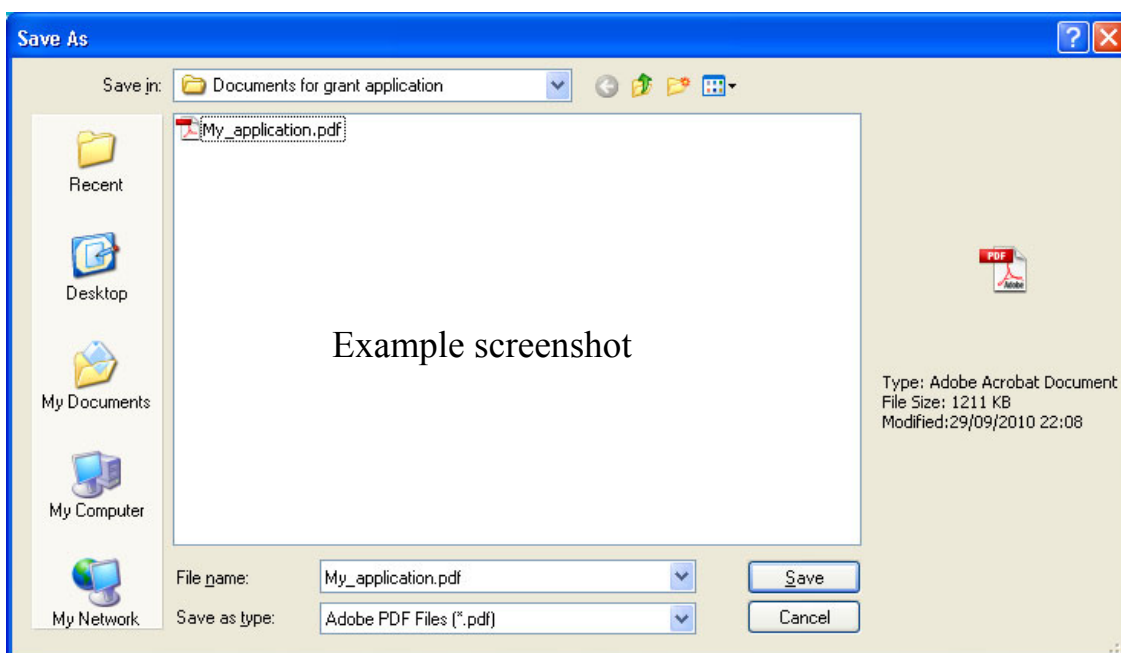 Save As
Save in:
Documents for grant application
My_application.pdf
Recent
Desktop
My Documents
My Computer
My Network
Example screenshot
PDF
Adobe
Type: Adobe Acrobat Document
File Size: 1211 KB
Modified:29/09/2010 22:08
File name:
My_application.pdf
Save
Save as type:
Adobe PDF Files (*.pdf)
Cancel